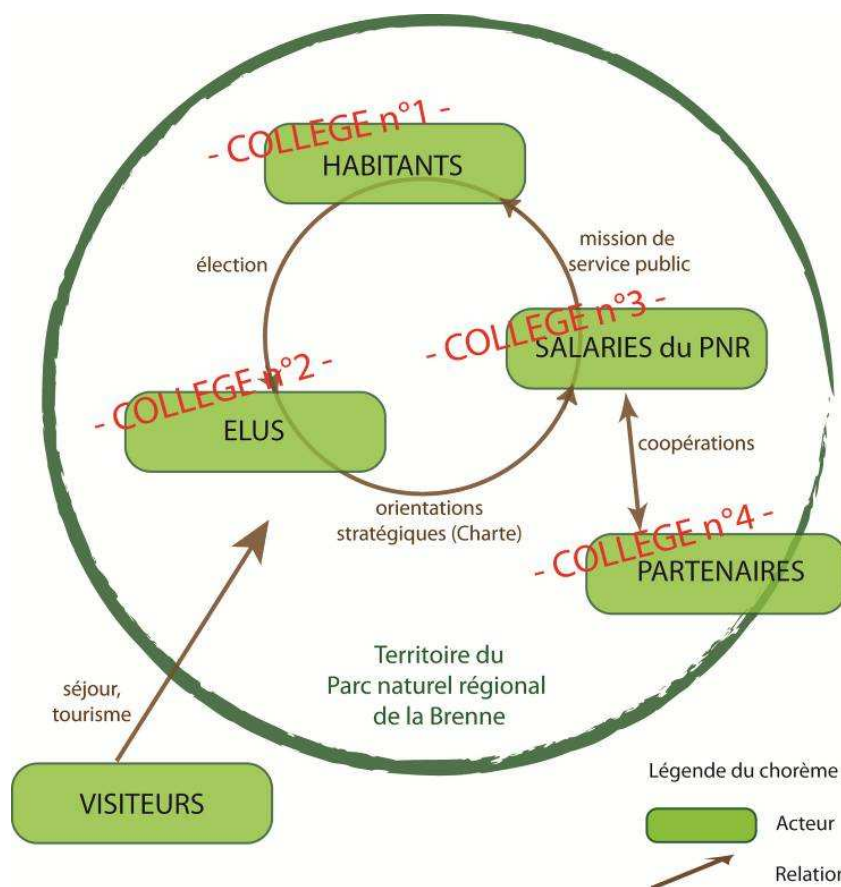 - COLLEGE n°1 -
HABITANTS
élection
mission de
service public
- COLLEGE n°3 -
SALARIES du PNR
- COLLEGE n°2 -
ELUS
coopérations
orientations
stratégiques (Charte)
- COLLEGE n°4 -
PARTENAIRES
Territoire du
Parc naturel régional
de la Brenne
séjour,
tourisme
VISITEURS
Légende du chorème
Acteur
Relation